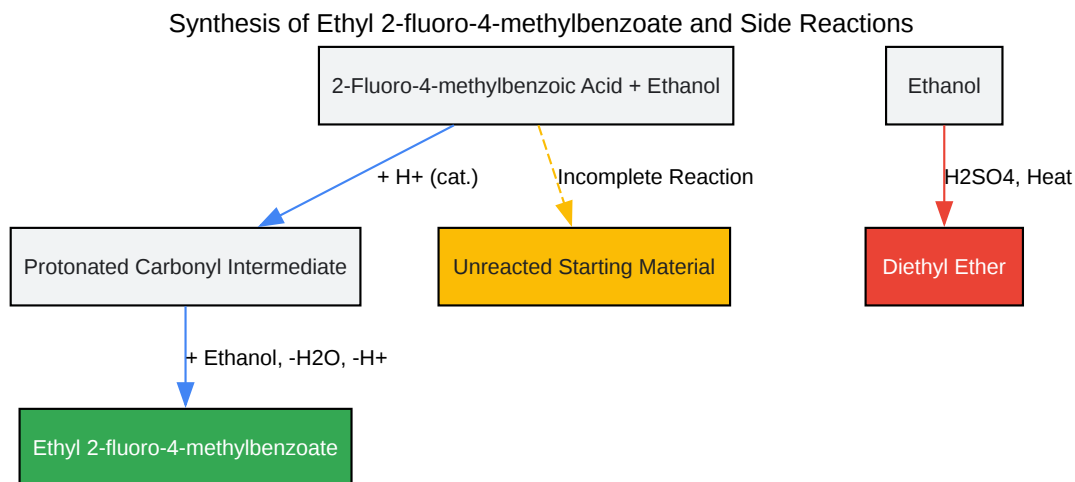 Synthesis of Ethyl 2-fluoro-4-methylbenzoate and Side Reactions
2-Fluoro-4-methylbenzoic Acid + Ethanol
Ethanol
+ H+ (cat.)
Incomplete Reaction
H2SO4, Heat
Protonated Carbonyl Intermediate
Unreacted Starting Material
Diethyl Ether
+ Ethanol, -H2O, -H+
Ethyl 2-fluoro-4-methylbenzoate